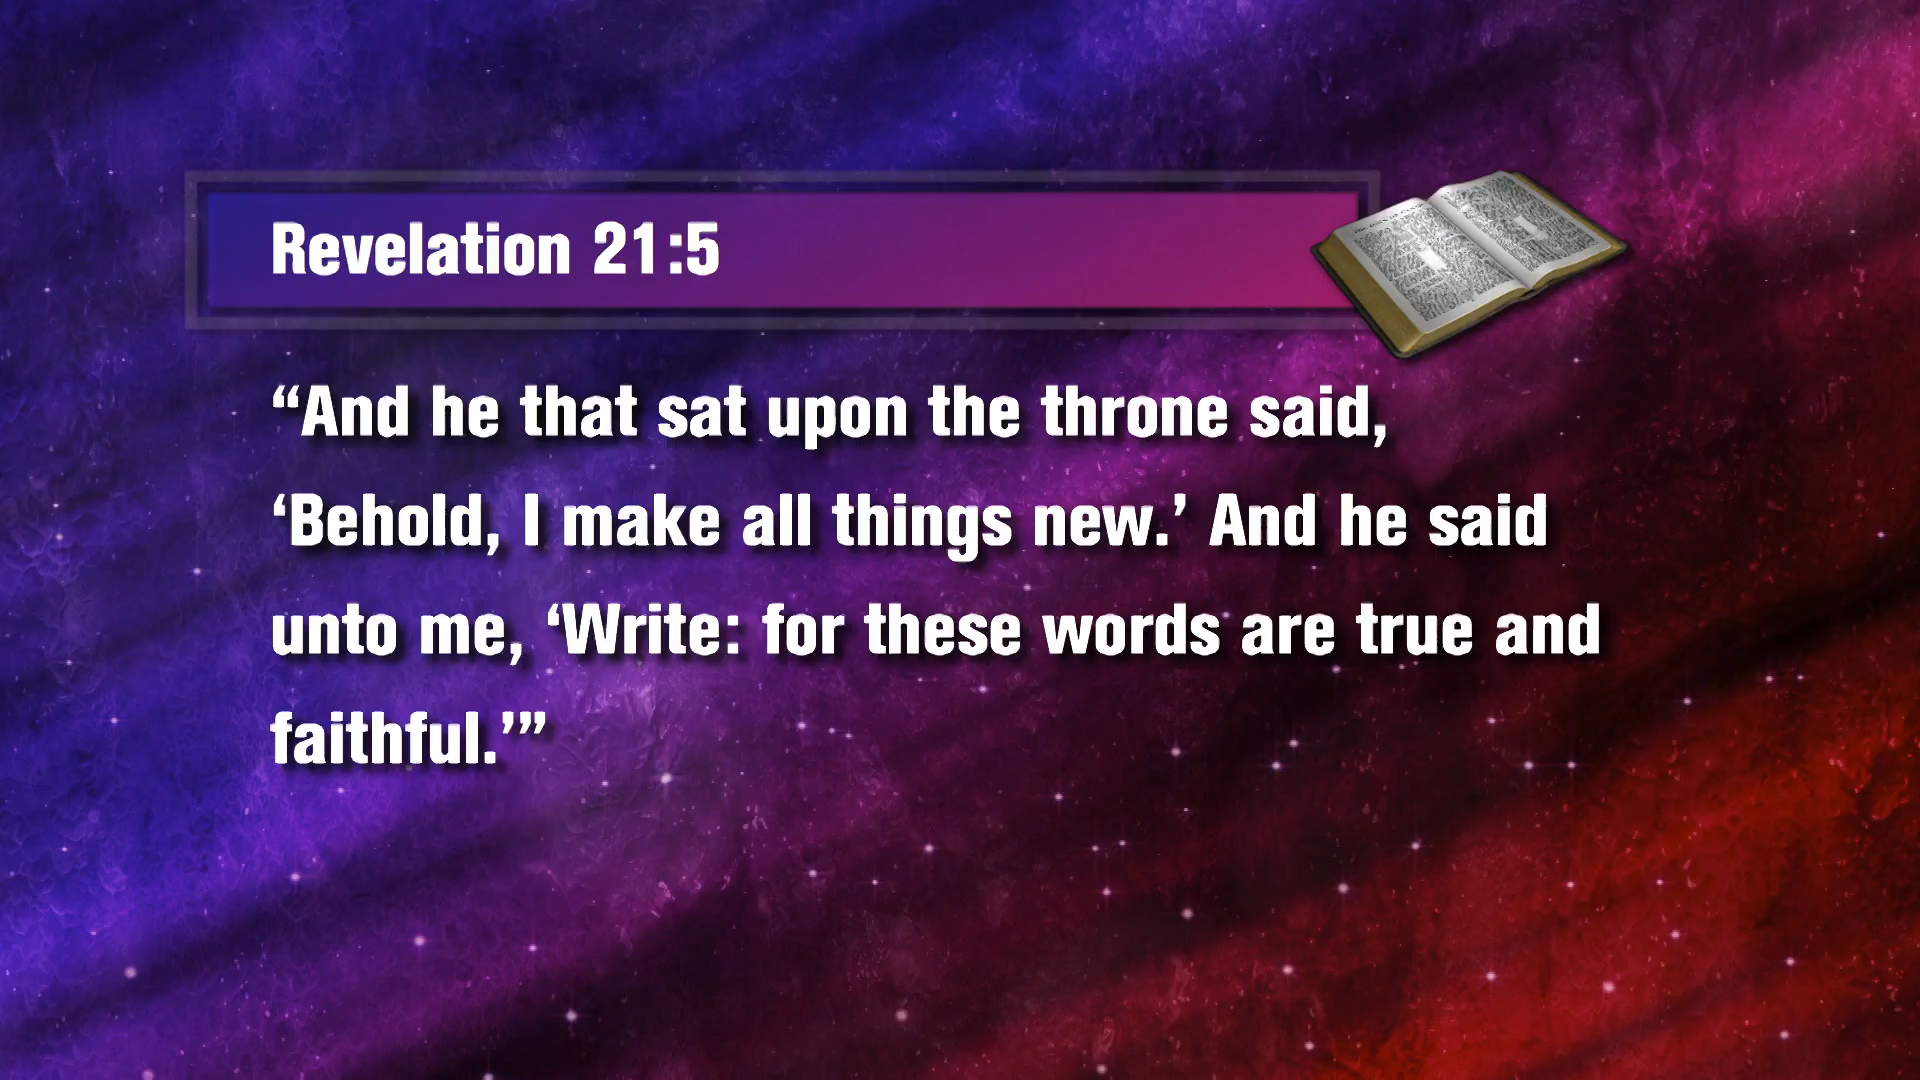 Revelation 21:5
“And he that sat upon the throne said,
‘Behold, I make all things new.’ And he said
unto me, ‘Write: for these words are true and
faithful.’”